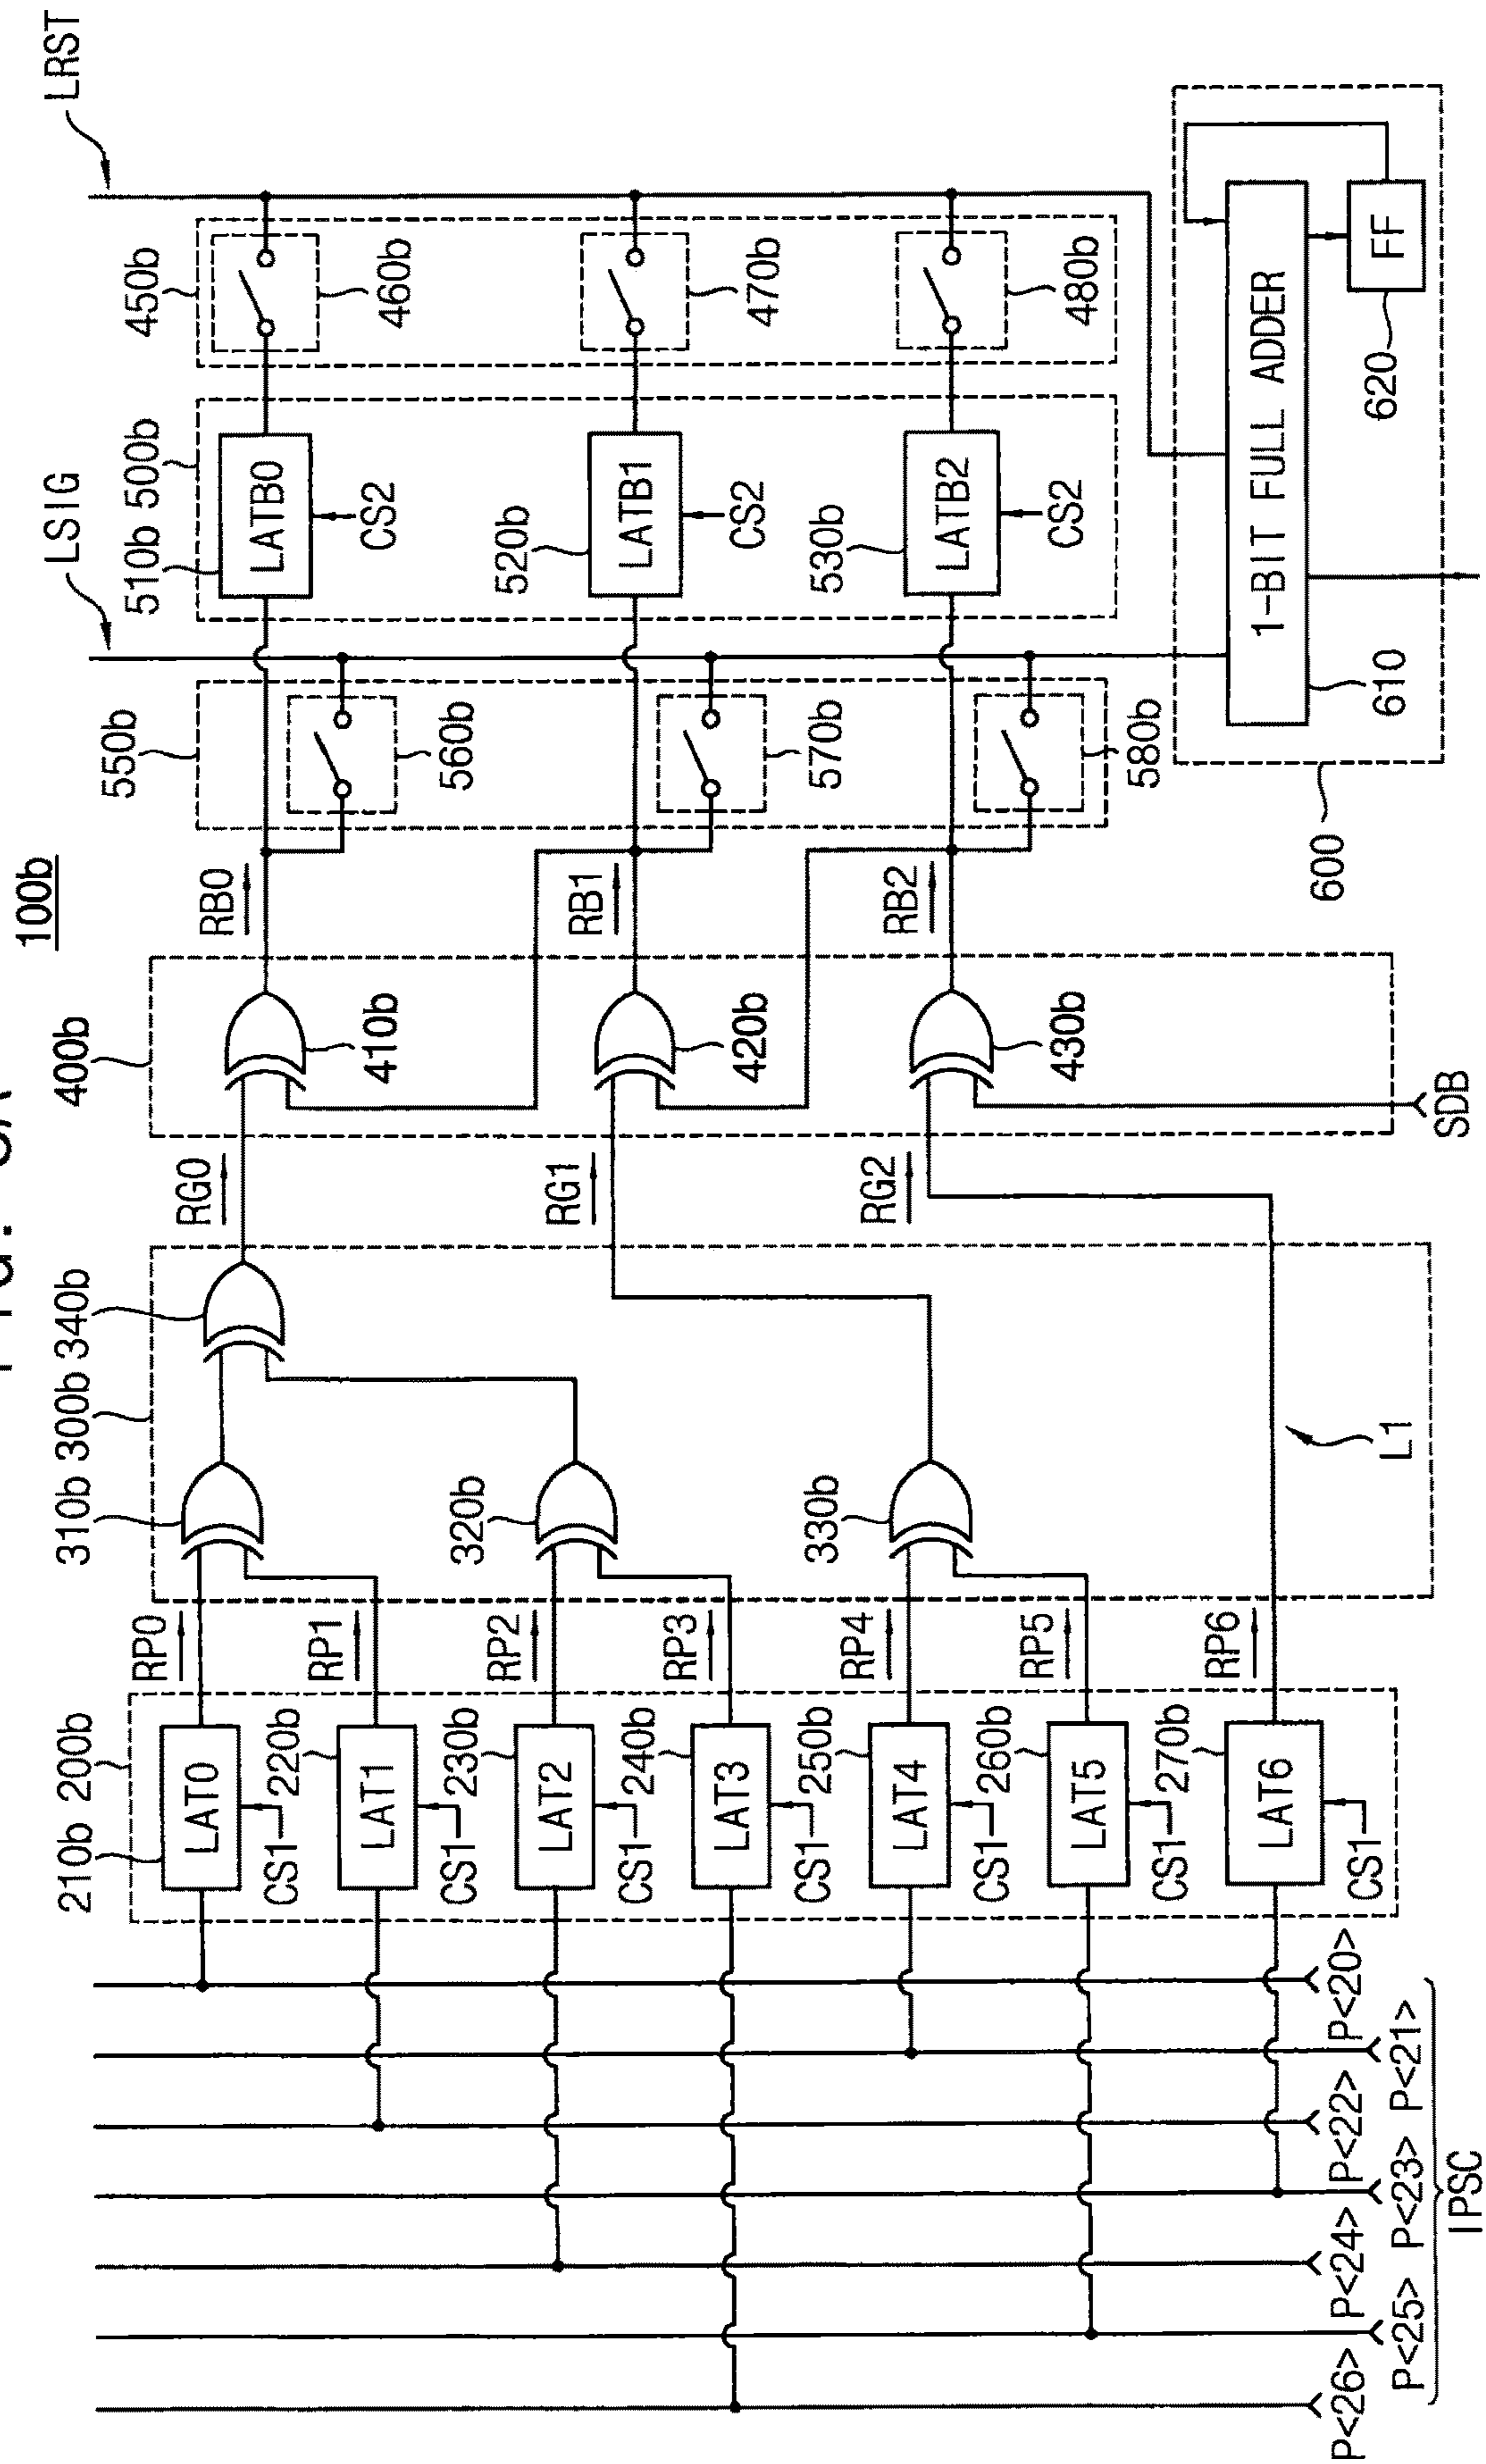 100b
LRST
LSIG
450b
460b
470b
480b
510b 500b
LATB0
CS2
520b
LATB1
CS2
530b
LATB2
CS2
1-BIT FULL ADDER
FF
620
610
600
550b
560b
570b
580b
RB0
RB1
RB2
400b
410b
420b
430b
SDB
RG0
RG1
RG2
310b 300b 340b
320b
330b
L1
RP0
RP1
RP2
RP3
RP4
RP5
RP6
210b 200b
LAT0
CS1
220b
LAT1
CS1
230b
LAT2
CS1
240b
LAT3
CS1
250b
LAT4
CS1
260b
LAT5
CS1
270b
LAT6
CS1
P<20>
P<21>
P<22>
P<23>
P<24>
P<25>
P<26>
IPSC